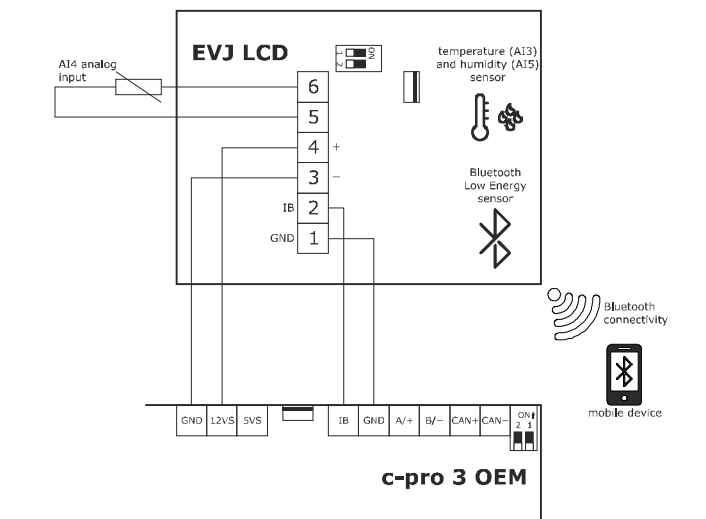 EVJ LCD
ON
1 2
AI4 analog
input
temperature (AI3)
and humidity (AI5)
sensor
6
5
4 +
3 −
IB 2
GND 1
Bluetooth
Low Energy
sensor
Bluetooth
connectivity
mobile device
GND 12VS 5VS IB GND A/+ B/− CAN+ CAN−
ON
2 1
c-pro 3 OEM